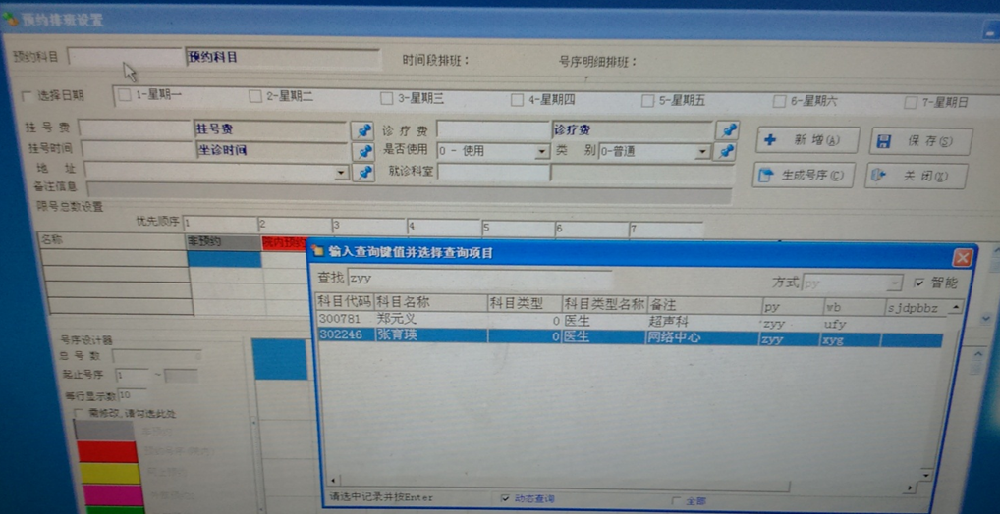 预约排班设置
预约科目 预约科目 时间段排班： 号序明细排班：
选择日期 1-星期一 2-星期二 3-星期三 4-星期四 5-星期五 6-星期六 7-星期日
挂号费 挂号费 诊疗费 诊疗费 新增(A) 保存(S)
挂号时间 坐诊时间 是否使用 0 - 使用 类别 0-普通
地址 就诊科室 生成号序(C) 关闭(X)
备注信息
限号总数设置
优先顺序 1 2 3 4 5 6 7
名称 非预约 院内预约
输入查询键值并选择查询项目
查找 zyy 方式 py 智能
科目代码 科目名称 科目类型 科目类型名称 备注 py wb sjdpbbz
300781 郑元义 0 医生 超声科 zyy ufy
302246 张育瑛 0 医生 网络中心 zyy xyg
号序设计器
总号数 0
起止号序 1 ~
每行显示数 10
需修改,请勾选此处
请选中记录并按Enter 动态查询 全部